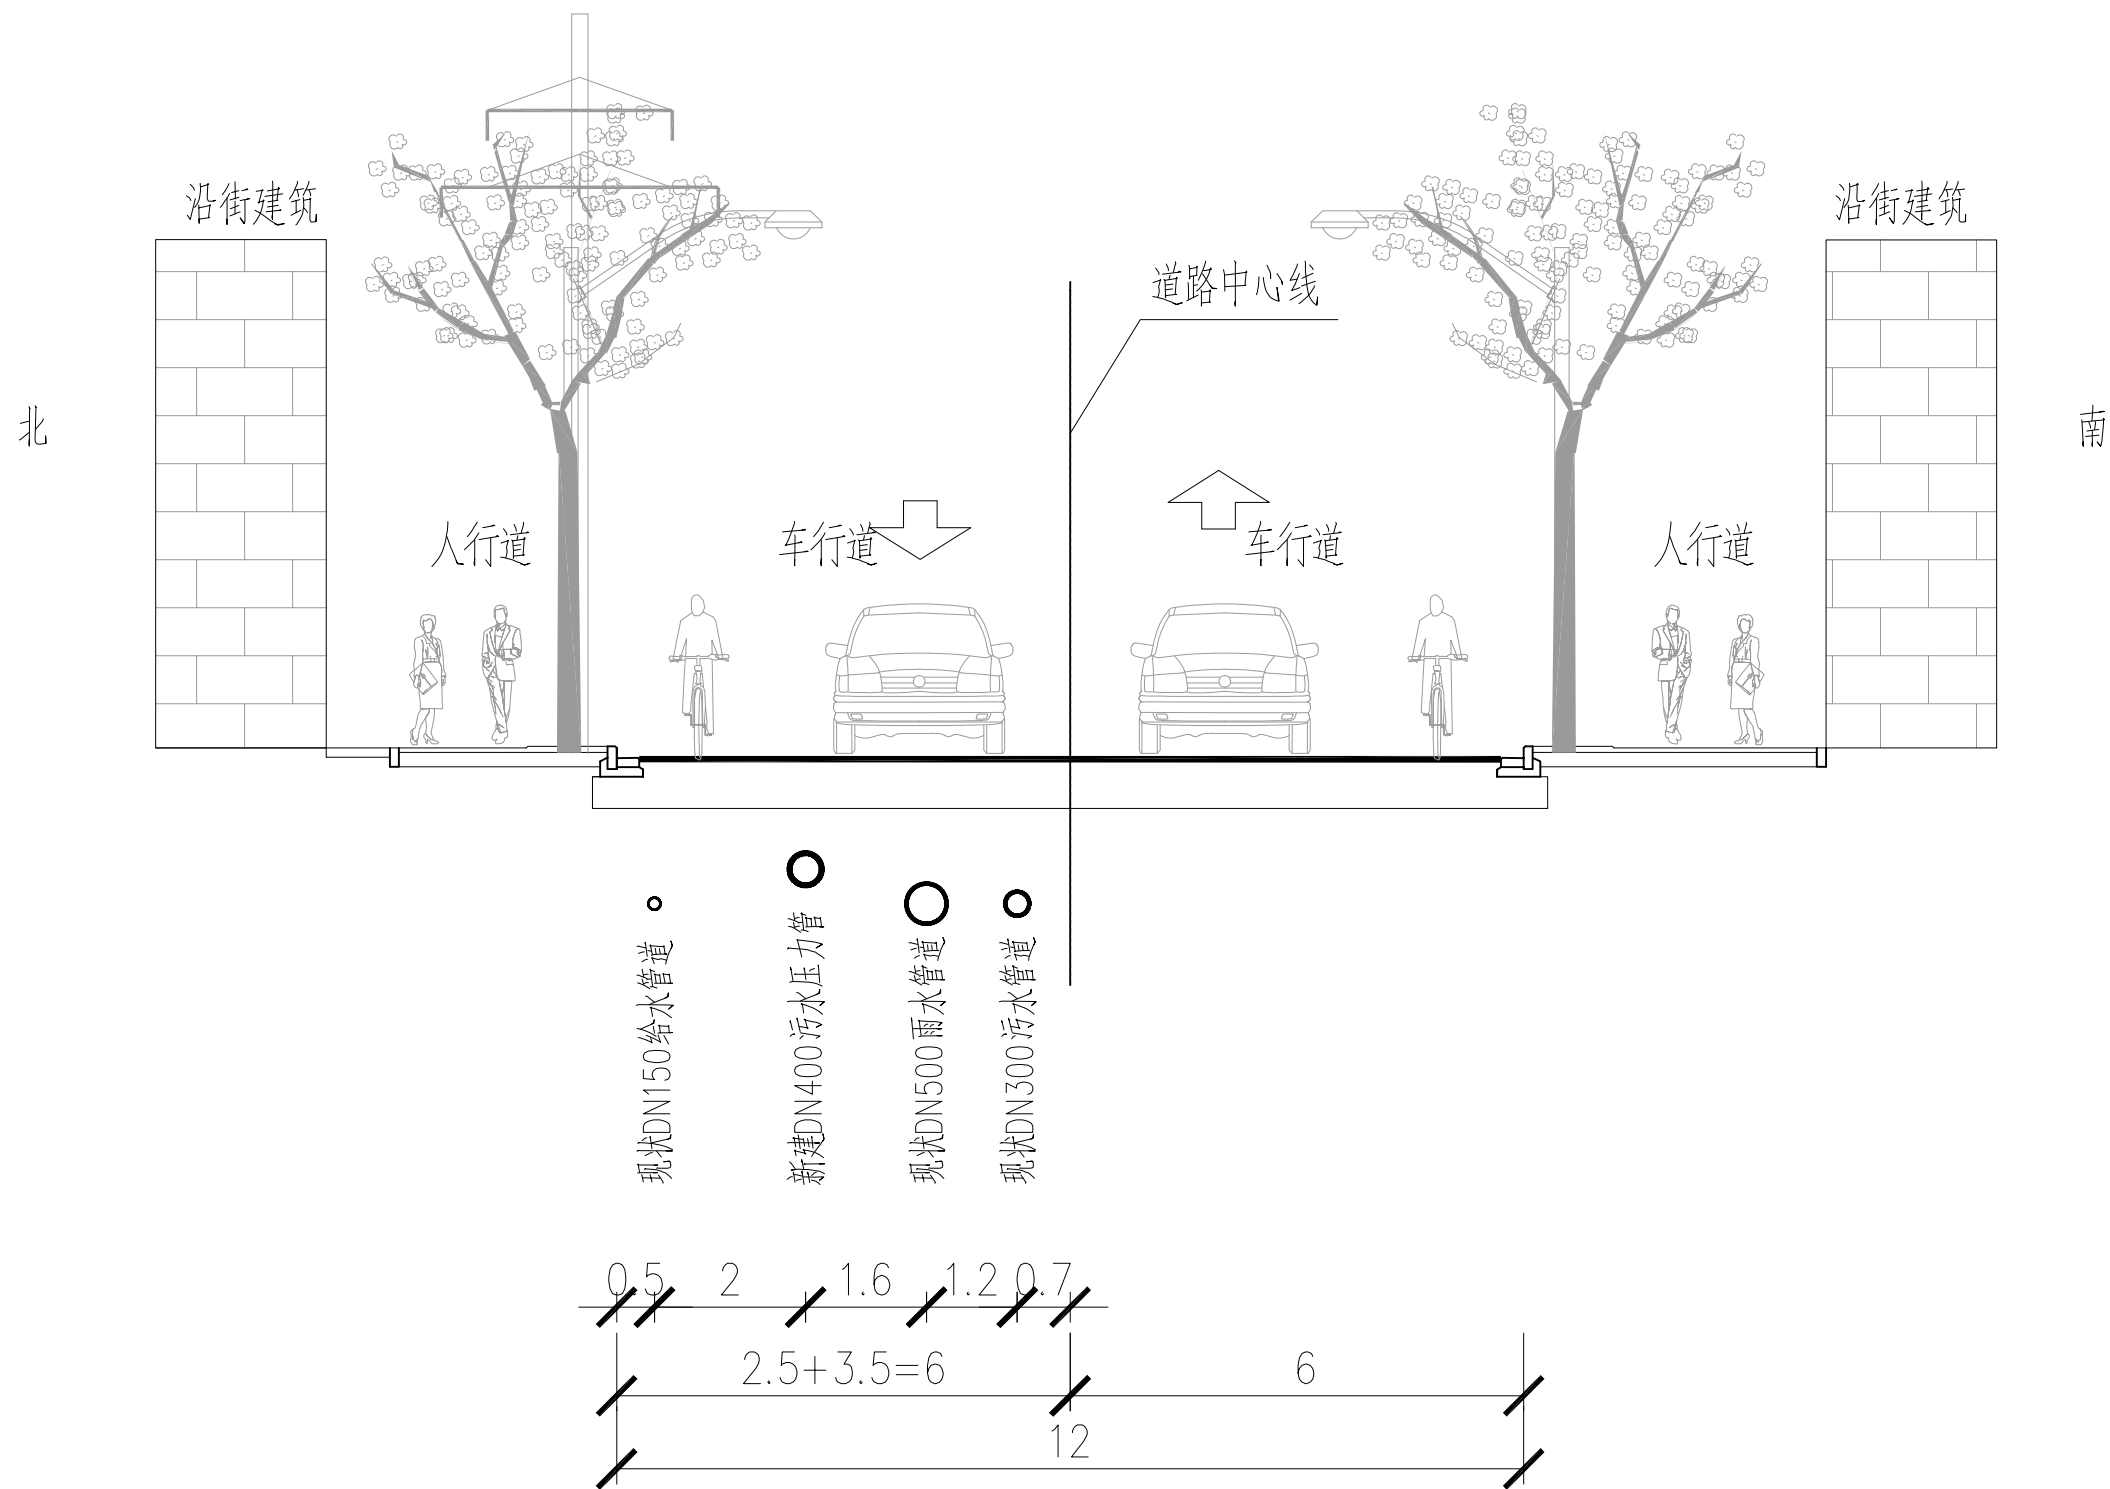 沿街建筑
沿街建筑
道路中心线
北
南
人行道
车行道
车行道
人行道
现状DN150给水管道
新建DN400污水压力管
现状DN500雨水管道
现状DN300污水管道
0.5
2
1.6
1.2
0.7
2.5+3.5=6
6
12